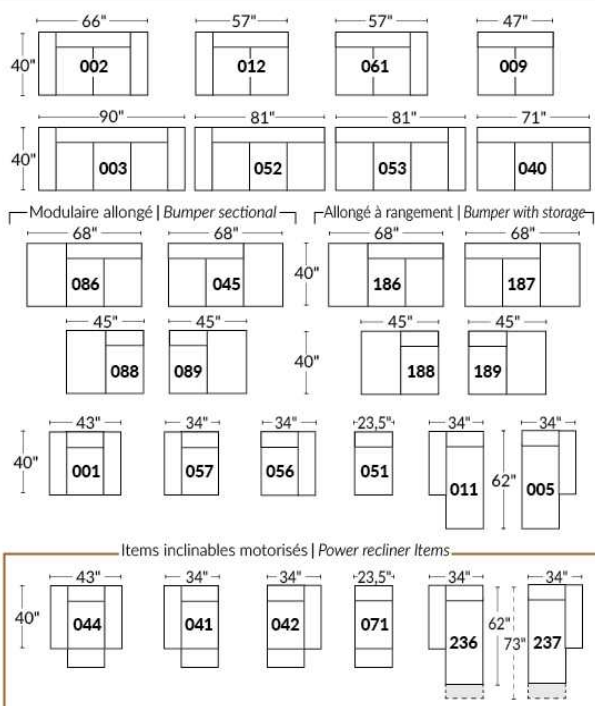 66" 57" 57" 47"
40" 002 012 061 009
90" 81" 81" 71"
40" 003 052 053 040
Modulaire allongé | Bumper sectional Allongé à rangement | Bumper with storage
68" 68" 68" 68"
086 045 40" 186 187
45" 45" 45" 45"
088 089 40" 188 189
43" 34" 34" 23,5" 34" 34"
40" 001 057 056 051 011 62" 005
Items inclinables motorisés | Power recliner Items
43" 34" 34" 23,5" 34" 34"
40" 044 041 042 071 236 62" 73" 237